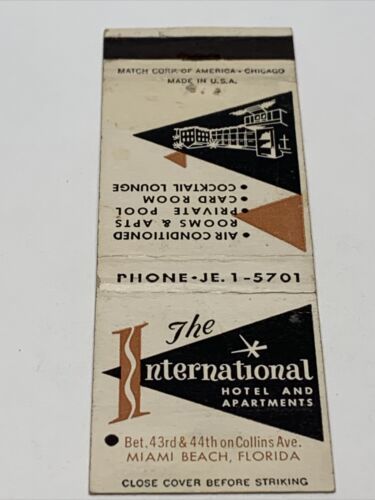 MATCH CORP. OF AMERICA - CHICAGO
MADE IN U.S.A.
• AIR CONDITIONED
ROOMS & APTS
• PRIVATE POOL
• CARD ROOM
• COCKTAIL LOUNGE
PHONE-JE. 1-5701
The
International
HOTEL AND
APARTMENTS
Bet. 43rd & 44th on Collins Ave.
MIAMI BEACH, FLORIDA
CLOSE COVER BEFORE STRIKING